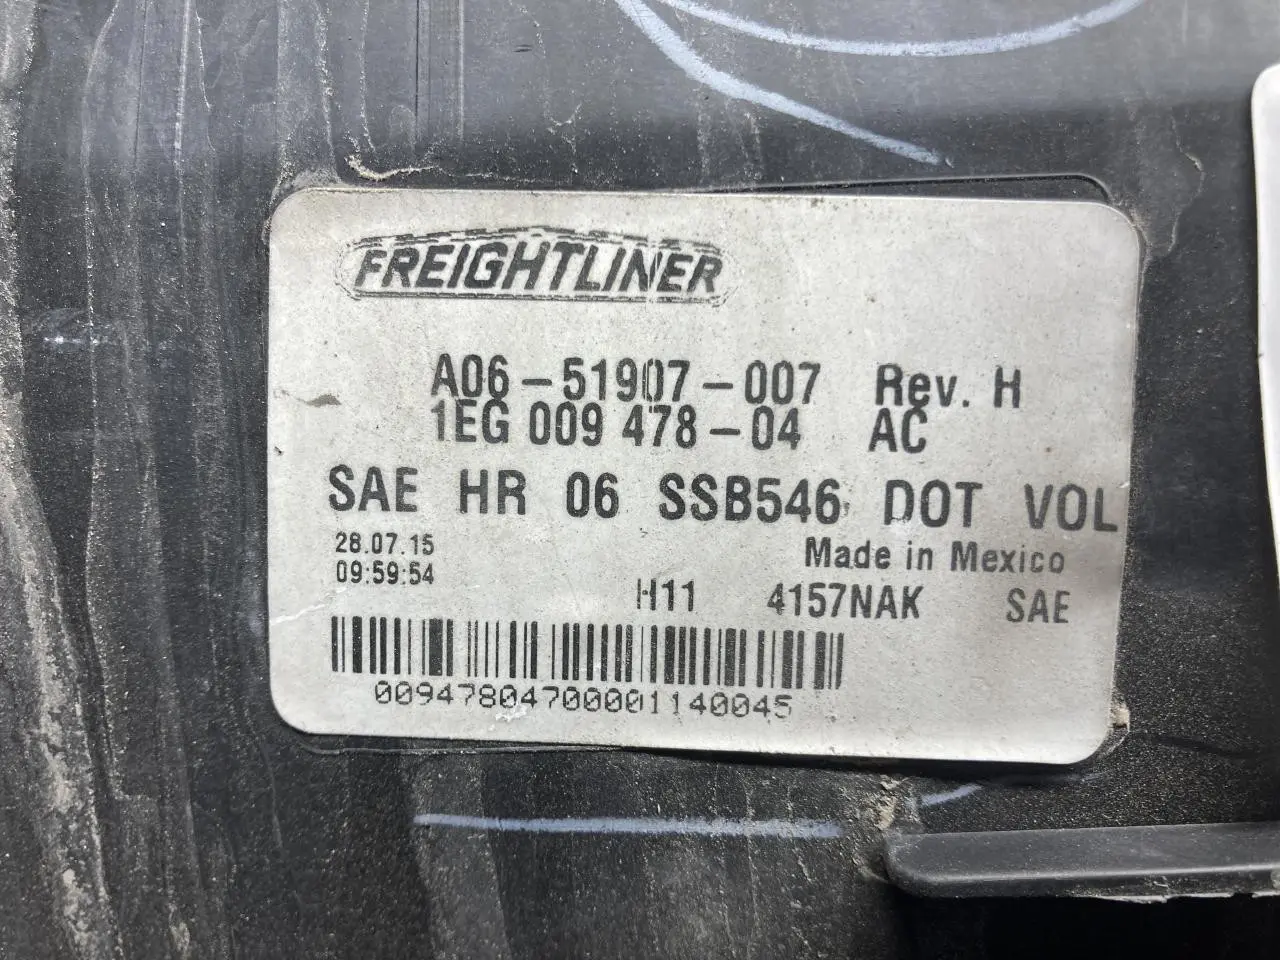 FREIGHTLINER
A06-51907-007 Rev. H
1EG 009 478-04 AC
SAE HR 06 SSB546 DOT VOL
28.07.15
Made in Mexico
09:59:54
H11 4157NAK SAE
00947804700001140045